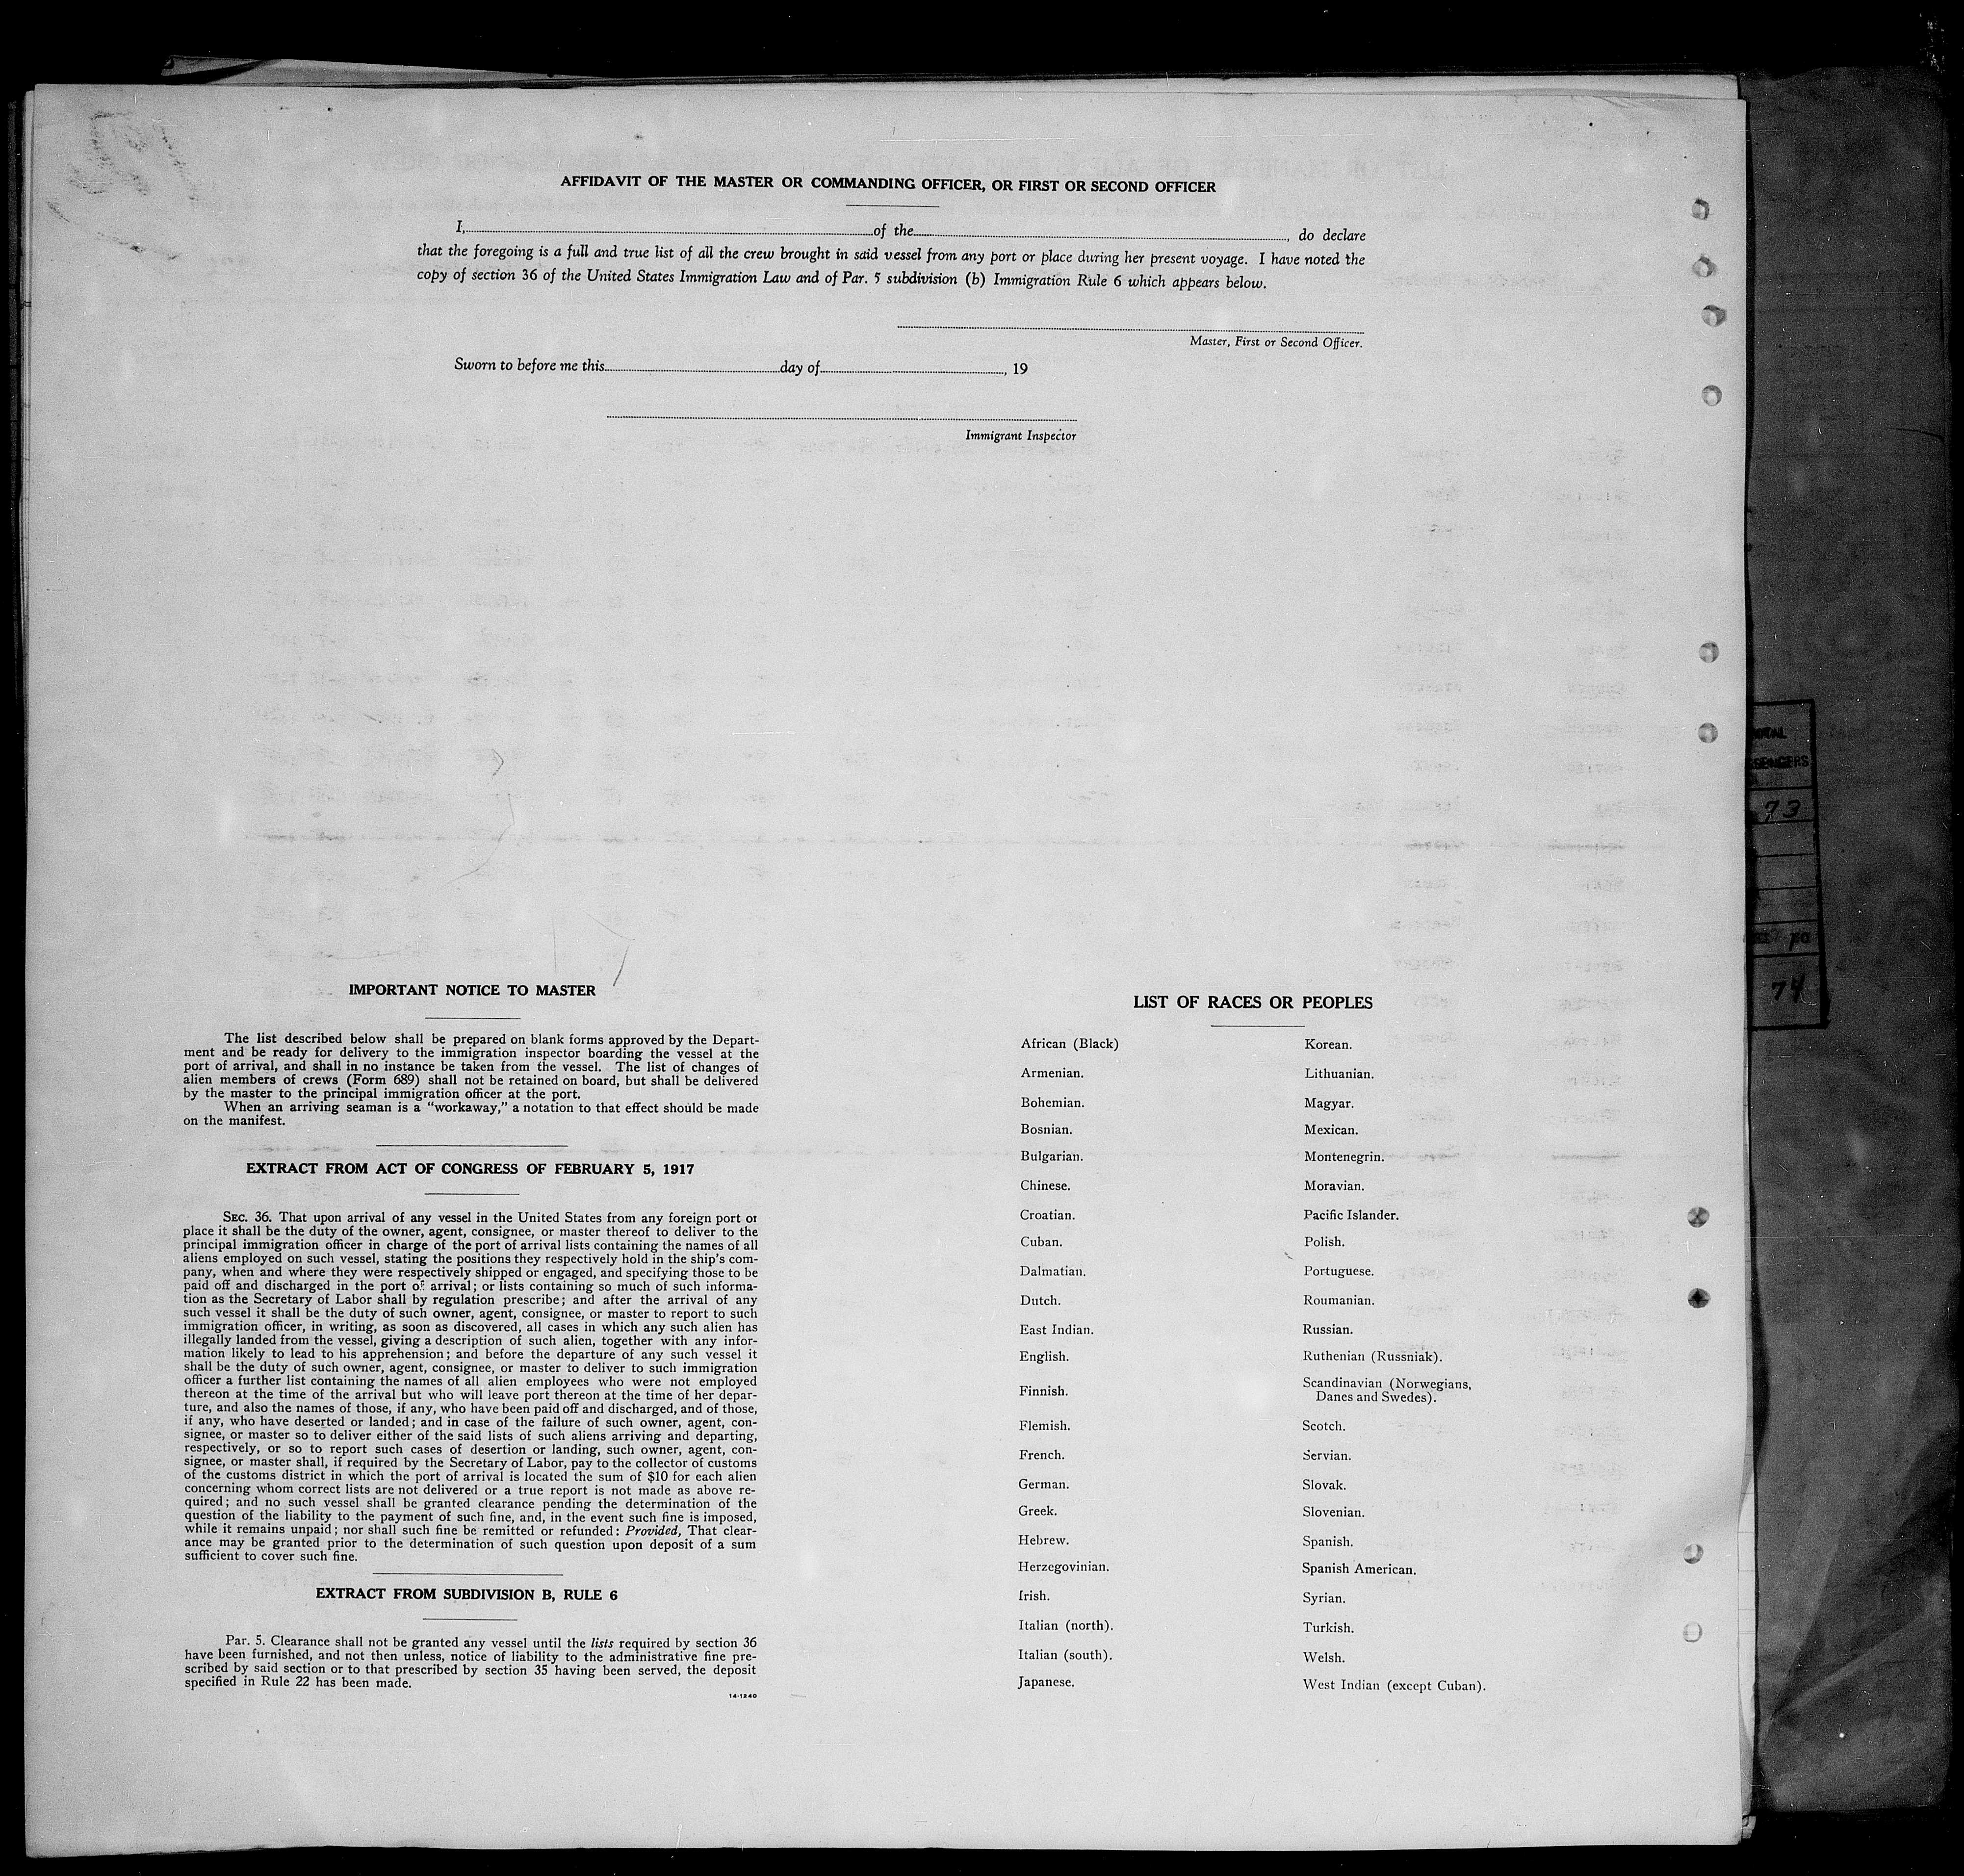 AFFIDAVIT OF THE MASTER OR COMMANDING OFFICER, OR FIRST OR SECOND OFFICER
I, of the , do declare
that the foregoing is a full and true list of all the crew brought in said vessel from any port or place during her present voyage. I have noted the
copy of section 36 of the United States Immigration Law and of Par. 5 subdivision (b) Immigration Rule 6 which appears below.
Master, First or Second Officer.
Sworn to before me this day of , 19
Immigrant Inspector
IMPORTANT NOTICE TO MASTER
The list described below shall be prepared on blank forms approved by the Depart-
ment and be ready for delivery to the immigration inspector boarding the vessel at the
port of arrival, and shall in no instance be taken from the vessel. The list of changes of
alien members of crews (Form 689) shall not be retained on board, but shall be delivered
by the master to the principal immigration officer at the port.
When an arriving seaman is a "workaway," a notation to that effect should be made
on the manifest.
EXTRACT FROM ACT OF CONGRESS OF FEBRUARY 5, 1917
SEC. 36. That upon arrival of any vessel in the United States from any foreign port or
place it shall be the duty of the owner, agent, consignee, or master thereof to deliver to the
principal immigration officer in charge of the port of arrival lists containing the names of all
aliens employed on such vessel, stating the positions they respectively hold in the ship's com-
pany, when and where they were respectively shipped or engaged, and specifying those to be
paid off and discharged in the port of arrival; or lists containing so much of such informa-
tion as the Secretary of Labor shall by regulation prescribe; and after the arrival of any
such vessel it shall be the duty of such owner, agent, consignee, or master to report to such
immigration officer, in writing, as soon as discovered, all cases in which any such alien has
illegally landed from the vessel, giving a description of such alien, together with any infor-
mation likely to lead to his apprehension; and before the departure of any such vessel it
shall be the duty of such owner, agent, consignee, or master to deliver to such immigration
officer a further list containing the names of all alien employees who were not employed
thereon at the time of the arrival but who will leave port thereon at the time of her depar-
ture, and also the names of those, if any, who have been paid off and discharged, and of those,
if any, who have deserted or landed; and in case of the failure of such owner, agent, con-
signee, or master so to deliver either of the said lists of such aliens arriving and departing,
respectively, or so to report such cases of desertion or landing, such owner, agent, con-
signee, or master shall, if required by the Secretary of Labor, pay to the collector of customs
of the customs district in which the port of arrival is located the sum of $10 for each alien
concerning whom correct lists are not delivered or a true report is not made as above re-
quired; and no such vessel shall be granted clearance pending the determination of the
question of the liability to the payment of such fine, and, in the event such fine is imposed,
while it remains unpaid; nor shall such fine be remitted or refunded: Provided, That clear-
ance may be granted prior to the determination of such question upon deposit of a sum
sufficient to cover such fine.
EXTRACT FROM SUBDIVISION B, RULE 6
Par. 5. Clearance shall not be granted any vessel until the lists required by section 36
have been furnished, and not then unless, notice of liability to the administrative fine pre-
scribed by said section or to that prescribed by section 35 having been served, the deposit
specified in Rule 22 has been made.
14-1240
LIST OF RACES OR PEOPLES
African (Black)
Armenian.
Bohemian.
Bosnian.
Bulgarian.
Chinese.
Croatian.
Cuban.
Dalmatian.
Dutch.
East Indian.
English.
Finnish.
Flemish.
French.
German.
Greek.
Hebrew.
Herzegovinian.
Irish.
Italian (north).
Italian (south).
Japanese.
Korean.
Lithuanian.
Magyar.
Mexican.
Montenegrin.
Moravian.
Pacific Islander.
Polish.
Portuguese.
Roumanian.
Russian.
Ruthenian (Russniak).
Scandinavian (Norwegians,
Danes and Swedes).
Scotch.
Servian.
Slovak.
Slovenian.
Spanish.
Spanish American.
Syrian.
Turkish.
Welsh.
West Indian (except Cuban).
73
74